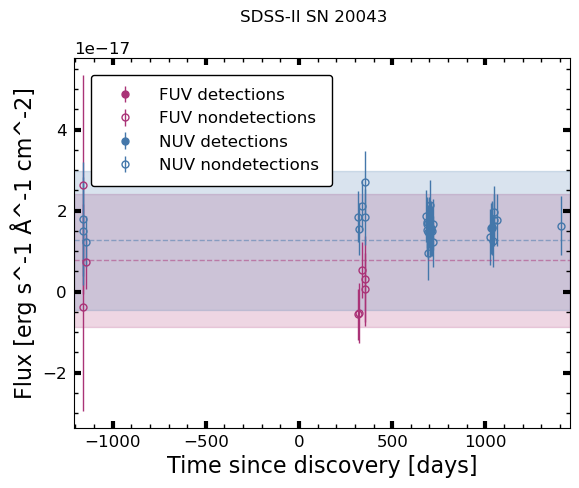 SDSS-II SN 20043
1e−17
FUV detections
FUV nondetections
NUV detections
NUV nondetections
4
2
0
−2
Flux [erg s^-1 Å^-1 cm^-2]
−1000
−500
0
500
1000
Time since discovery [days]